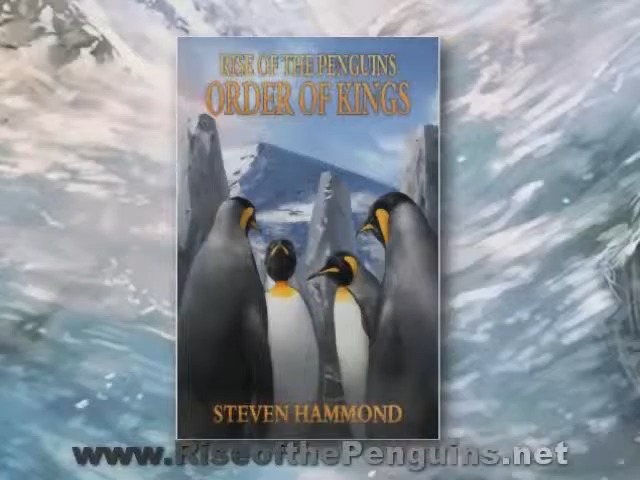 RISE OF THE PENGUINS
ORDER OF KINGS
STEVEN HAMMOND
www.RiseofthePenguins.net